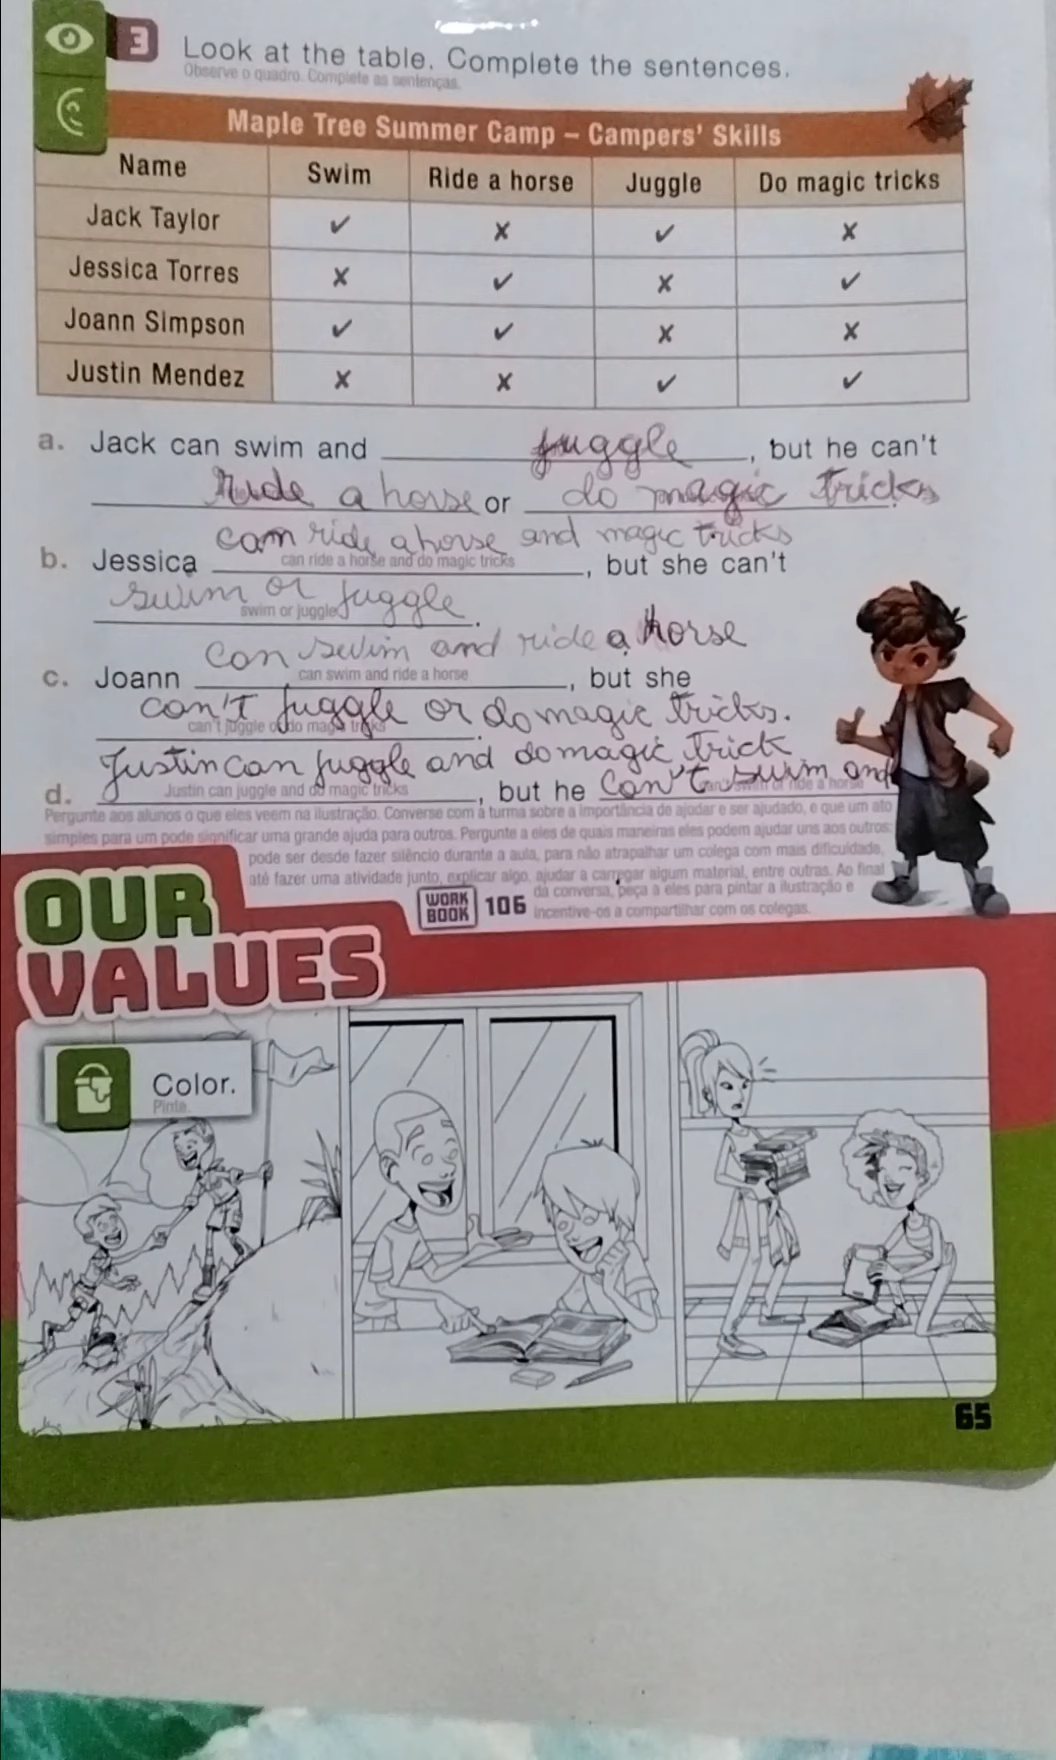 3 Look at the table. Complete the sentences.
Observe o quadro. Complete as sentenças.
Maple Tree Summer Camp – Campers' Skills
Name Swim Ride a horse Juggle Do magic tricks
Jack Taylor ✔ ✘ ✔ ✘
Jessica Torres ✘ ✔ ✘ ✔
Joann Simpson ✔ ✔ ✘ ✘
Justin Mendez ✘ ✘ ✔ ✔
a. Jack can swim and juggle, but he can't
Ride a horse or do magic tricks
can ride a horse and magic tricks
b. Jessica can ride a horse and do magic tricks, but she can't
swim or juggle
swim or juggle.
can swim and ride a horse
c. Joann can swim and ride a horse, but she
can't juggle or do magic tricks.
can't juggle or do magic tricks
Justin can juggle and do magic trick can't swim and
d. Justin can juggle and do magic tricks, but he can't swim or ride a horse
Pergunte aos alunos o que eles veem na ilustração. Converse com a turma sobre a importância de ajudar e ser ajudado, e que um ato
simples para um pode significar uma grande ajuda para outros. Pergunte a eles de quais maneiras eles podem ajudar uns aos outros:
pode ser desde fazer silêncio durante a aula, para não atrapalhar um colega com mais dificuldade,
até fazer uma atividade junto, explicar algo, ajudar a carregar algum material, entre outras. Ao final
da conversa, peça a eles para pintar a ilustração e
incentive-os a compartilhar com os colegas.
WORK
BOOK 106
OUR
VALUES
Color.
Pinte.
65